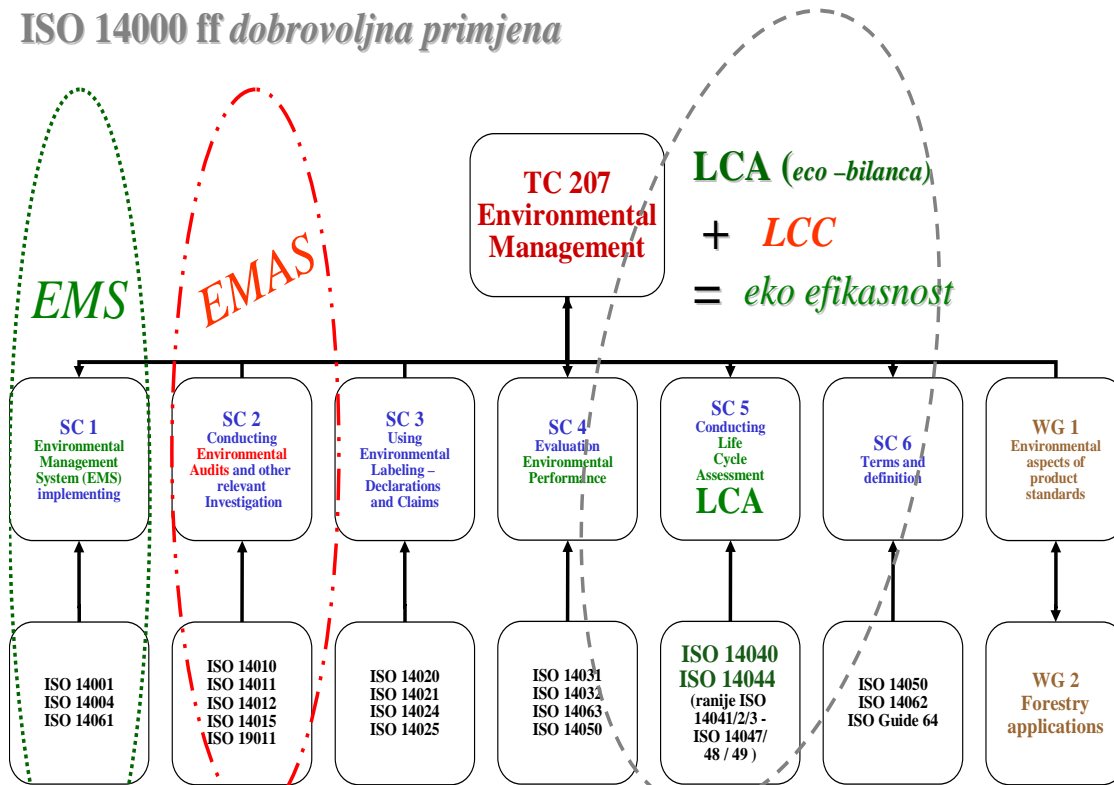 ISO 14000 ff dobrovoljna primjena
TC 207
Environmental
Management
LCA (eco –bilanca)
+ LCC
= eko efikasnost
EMS
EMAS
SC 1
Environmental
Management
System (EMS)
implementing
SC 2
Conducting
Environmental
Audits and other
relevant
Investigation
SC 3
Using
Environmental
Labeling –
Declarations
and Claims
SC 4
Evaluation
Environmental
Performance
SC 5
Conducting
Life
Cycle
Assessment
LCA
SC 6
Terms and
definition
WG 1
Environmental
aspects of
product
standards
ISO 14001
ISO 14004
ISO 14061
ISO 14010
ISO 14011
ISO 14012
ISO 14015
ISO 19011
ISO 14020
ISO 14021
ISO 14024
ISO 14025
ISO 14031
ISO 14032
ISO 14063
ISO 14050
ISO 14040
ISO 14044
(ranije ISO
14041/2/3 -
ISO 14047/
48 / 49 )
ISO 14050
ISO 14062
ISO Guide 64
WG 2
Forestry
applications